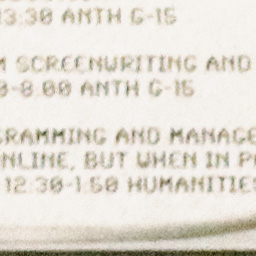 3:30 ANTH G-15
SCREENWRITING AND
0-8:00 ANTH G-15
GRAMMING AND MANAGE
NLINE, BUT WHEN IN P
12:30-1:50 HUMANITIES